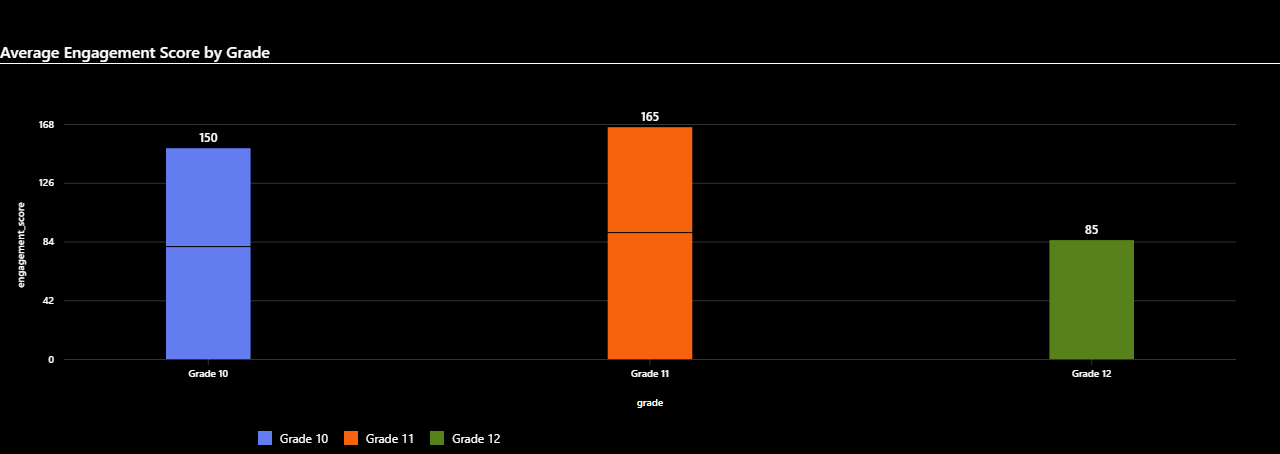 Average Engagement Score by Grade
168
126
84
42
0
engagement_score
150
165
85
Grade 10
Grade 11
Grade 12
grade
Grade 10 Grade 11 Grade 12